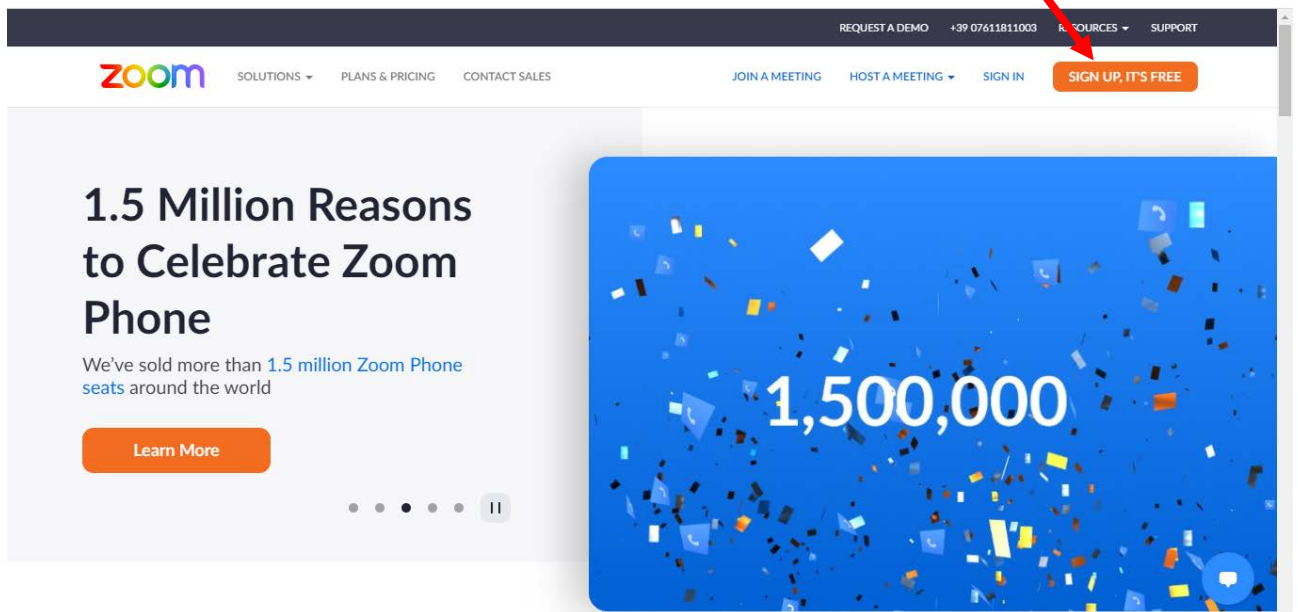 REQUEST A DEMO +39 07611811003 RESOURCES SUPPORT
zoom SOLUTIONS PLANS & PRICING CONTACT SALES JOIN A MEETING HOST A MEETING SIGN IN SIGN UP, IT'S FREE
1.5 Million Reasons
to Celebrate Zoom
Phone
We've sold more than 1.5 million Zoom Phone
seats around the world
Learn More
1,500,000